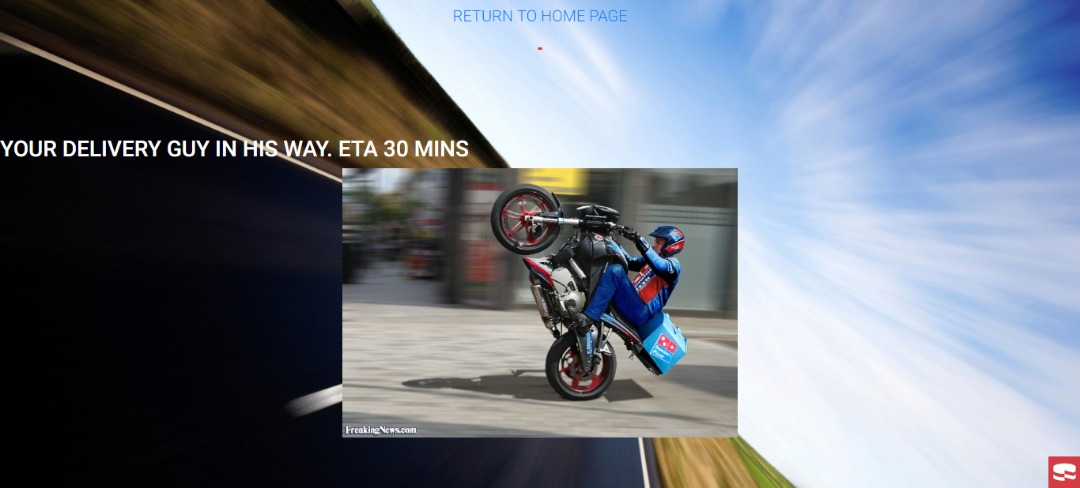 RETURN TO HOME PAGE
YOUR DELIVERY GUY IN HIS WAY. ETA 30 MINS
FreakingNews.com